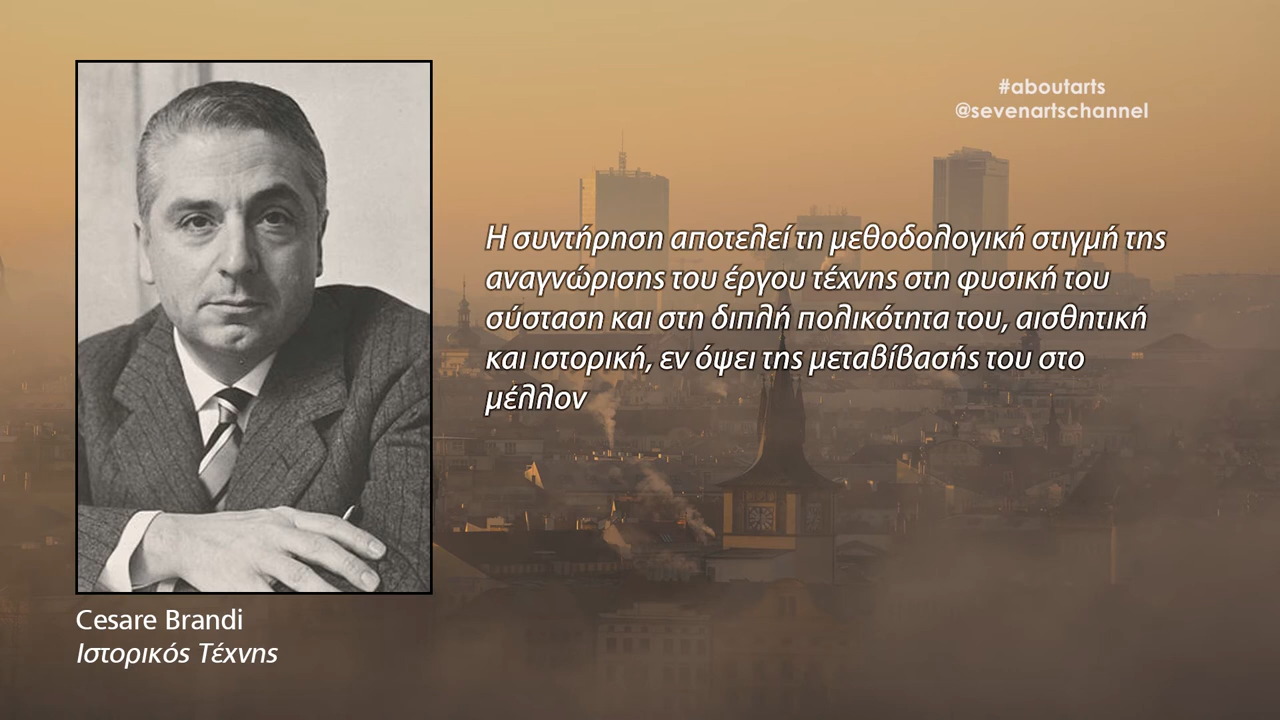 #aboutarts
@sevenartschannel
Η συντήρηση αποτελεί τη μεθοδολογική στιγμή της
αναγνώρισης του έργου τέχνης στη φυσική του
σύσταση και στη διπλή πολικότητα του, αισθητική
και ιστορική, εν όψει της μεταβίβασής του στο
μέλλον
Cesare Brandi
Ιστορικός Τέχνης